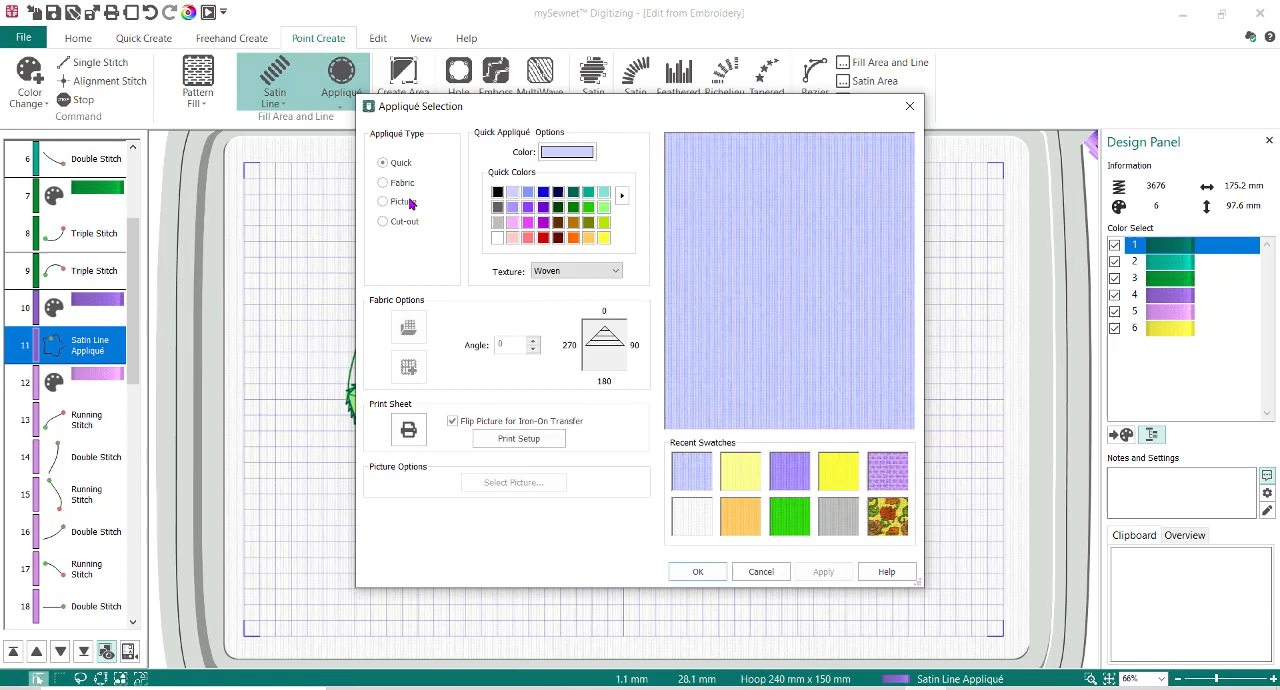 mySewnet™ Digitizing - [Edit from Embroidery]
File
Home
Quick Create
Freehand Create
Point Create
Edit
View
Help
Color
Change
Single Stitch
Alignment Stitch
Stop
Command
Pattern
Fill
Satin
Line
Appliqué
Create Area
Hole
Emboss
MultiWave
Satin
Satin
Feathered
Richelieu
Tapered
Bezier
Fill Area and Line
Satin Area
Fill Area and Line
6 Double Stitch
7
8 Triple Stitch
9 Triple Stitch
10
11 Satin Line
Appliqué
12
13 Running
Stitch
14 Double Stitch
15 Running
Stitch
16 Double Stitch
17 Running
Stitch
18 Double Stitch
Appliqué Selection
Appliqué Type
Quick
Fabric
Picture
Cut-out
Quick Appliqué Options
Color:
Quick Colors
Texture: Woven
Fabric Options
Angle: 0
0
270
90
180
Print Sheet
Flip Picture for Iron-On Transfer
Print Setup
Picture Options
Select Picture...
Recent Swatches
OK
Cancel
Apply
Help
Design Panel
Information
3676
175.2 mm
6
97.6 mm
Color Select
1
2
3
4
5
6
Notes and Settings
Clipboard
Overview
1.1 mm
28.1 mm
Hoop 240 mm x 150 mm
Satin Line Appliqué
66%